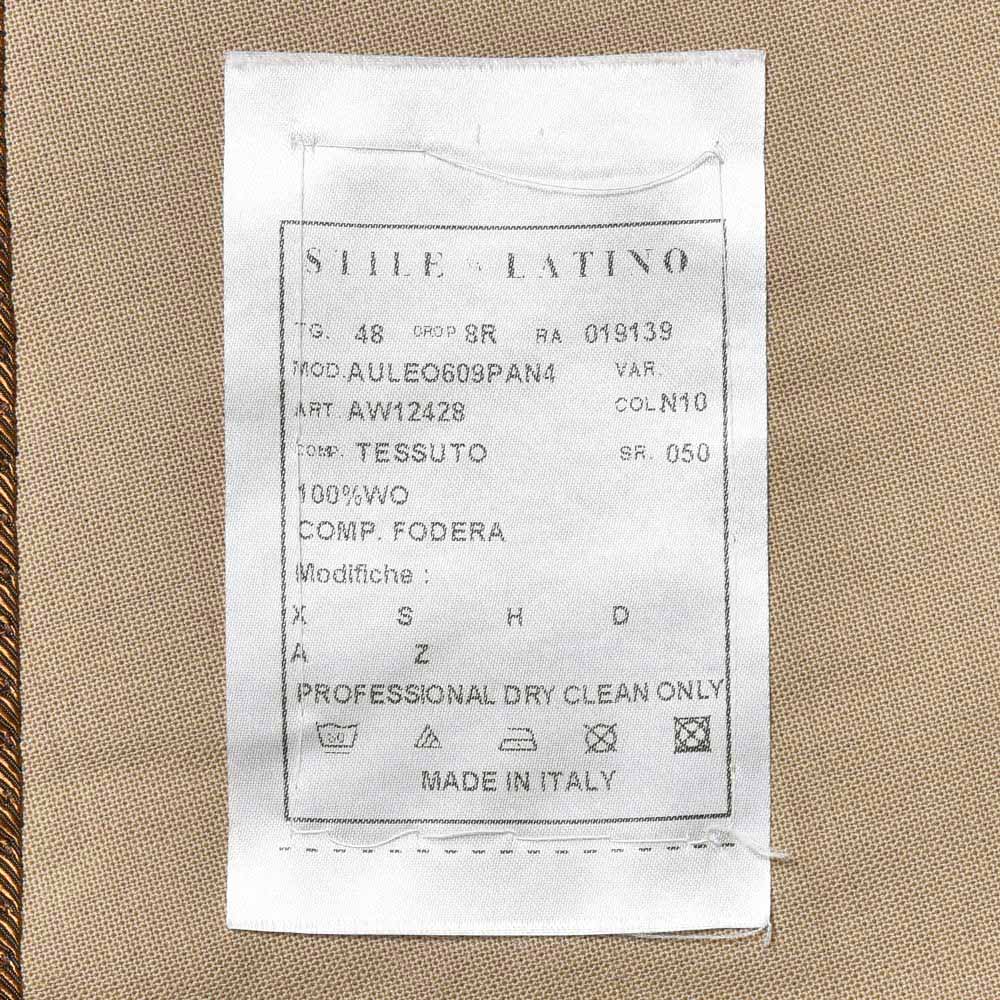 STILE LATINO
TG. 48 DROP 8R RA 019139
MOD. AULEO609PAN4 VAR.
ART AW12428 COL.N10
COMP. TESSUTO SR. 050
100%WO
COMP. FODERA
Modifiche :
X S H D
A Z
PROFESSIONAL DRY CLEAN ONLY
MADE IN ITALY